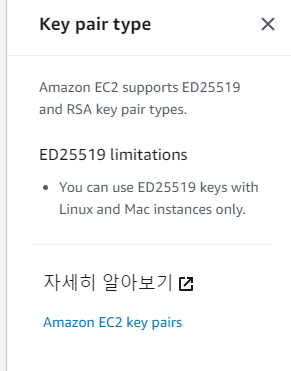 Key pair type
Amazon EC2 supports ED25519
and RSA key pair types.
ED25519 limitations
• You can use ED25519 keys with
Linux and Mac instances only.
자세히 알아보기
Amazon EC2 key pairs